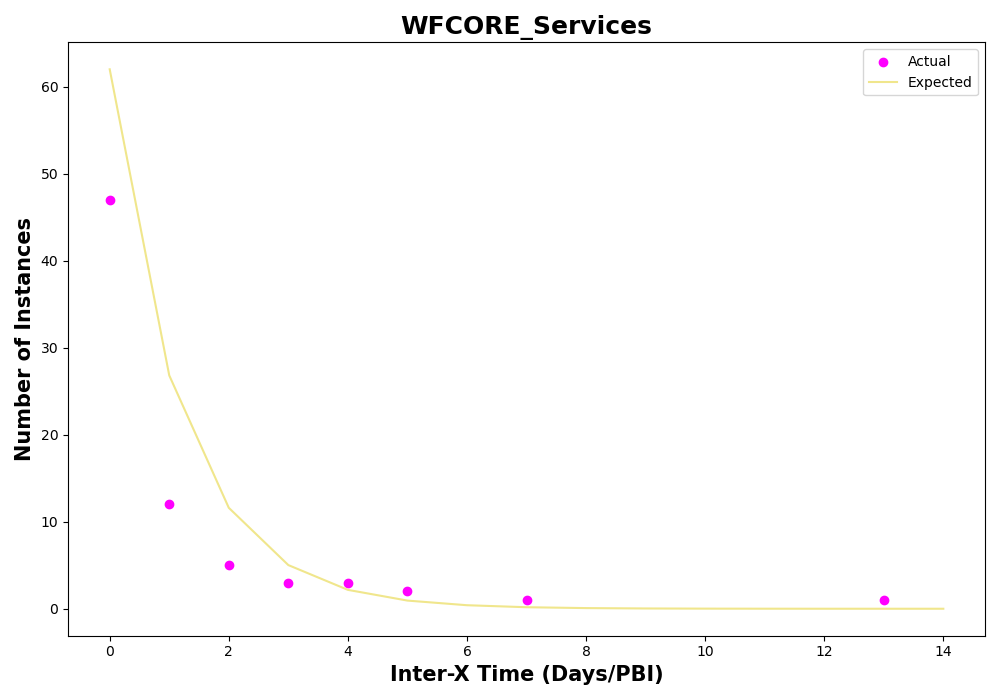 WFCORE_Services
Actual
Expected
Number of Instances
60
50
40
30
20
10
0
0 2 4 6 8 10 12 14
Inter-X Time (Days/PBI)